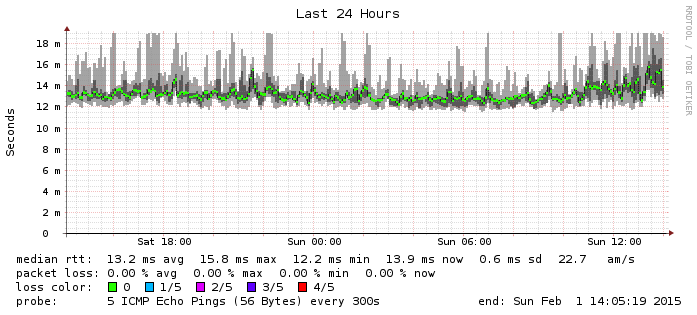 Last 24 Hours
RRDTOOL / TOBI OETIKER
Seconds
18 m
16 m
14 m
12 m
10 m
8 m
6 m
4 m
2 m
0
Sat 18:00 Sun 00:00 Sun 06:00 Sun 12:00
median rtt: 13.2 ms avg 15.8 ms max 12.2 ms min 13.9 ms now 0.6 ms sd 22.7 am/s
packet loss: 0.00 % avg 0.00 % max 0.00 % min 0.00 % now
loss color: 0 1/5 2/5 3/5 4/5
probe: 5 ICMP Echo Pings (56 Bytes) every 300s end: Sun Feb 1 14:05:19 2015